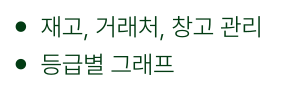 • 재고, 거래처, 창고 관리
• 등급별 그래프